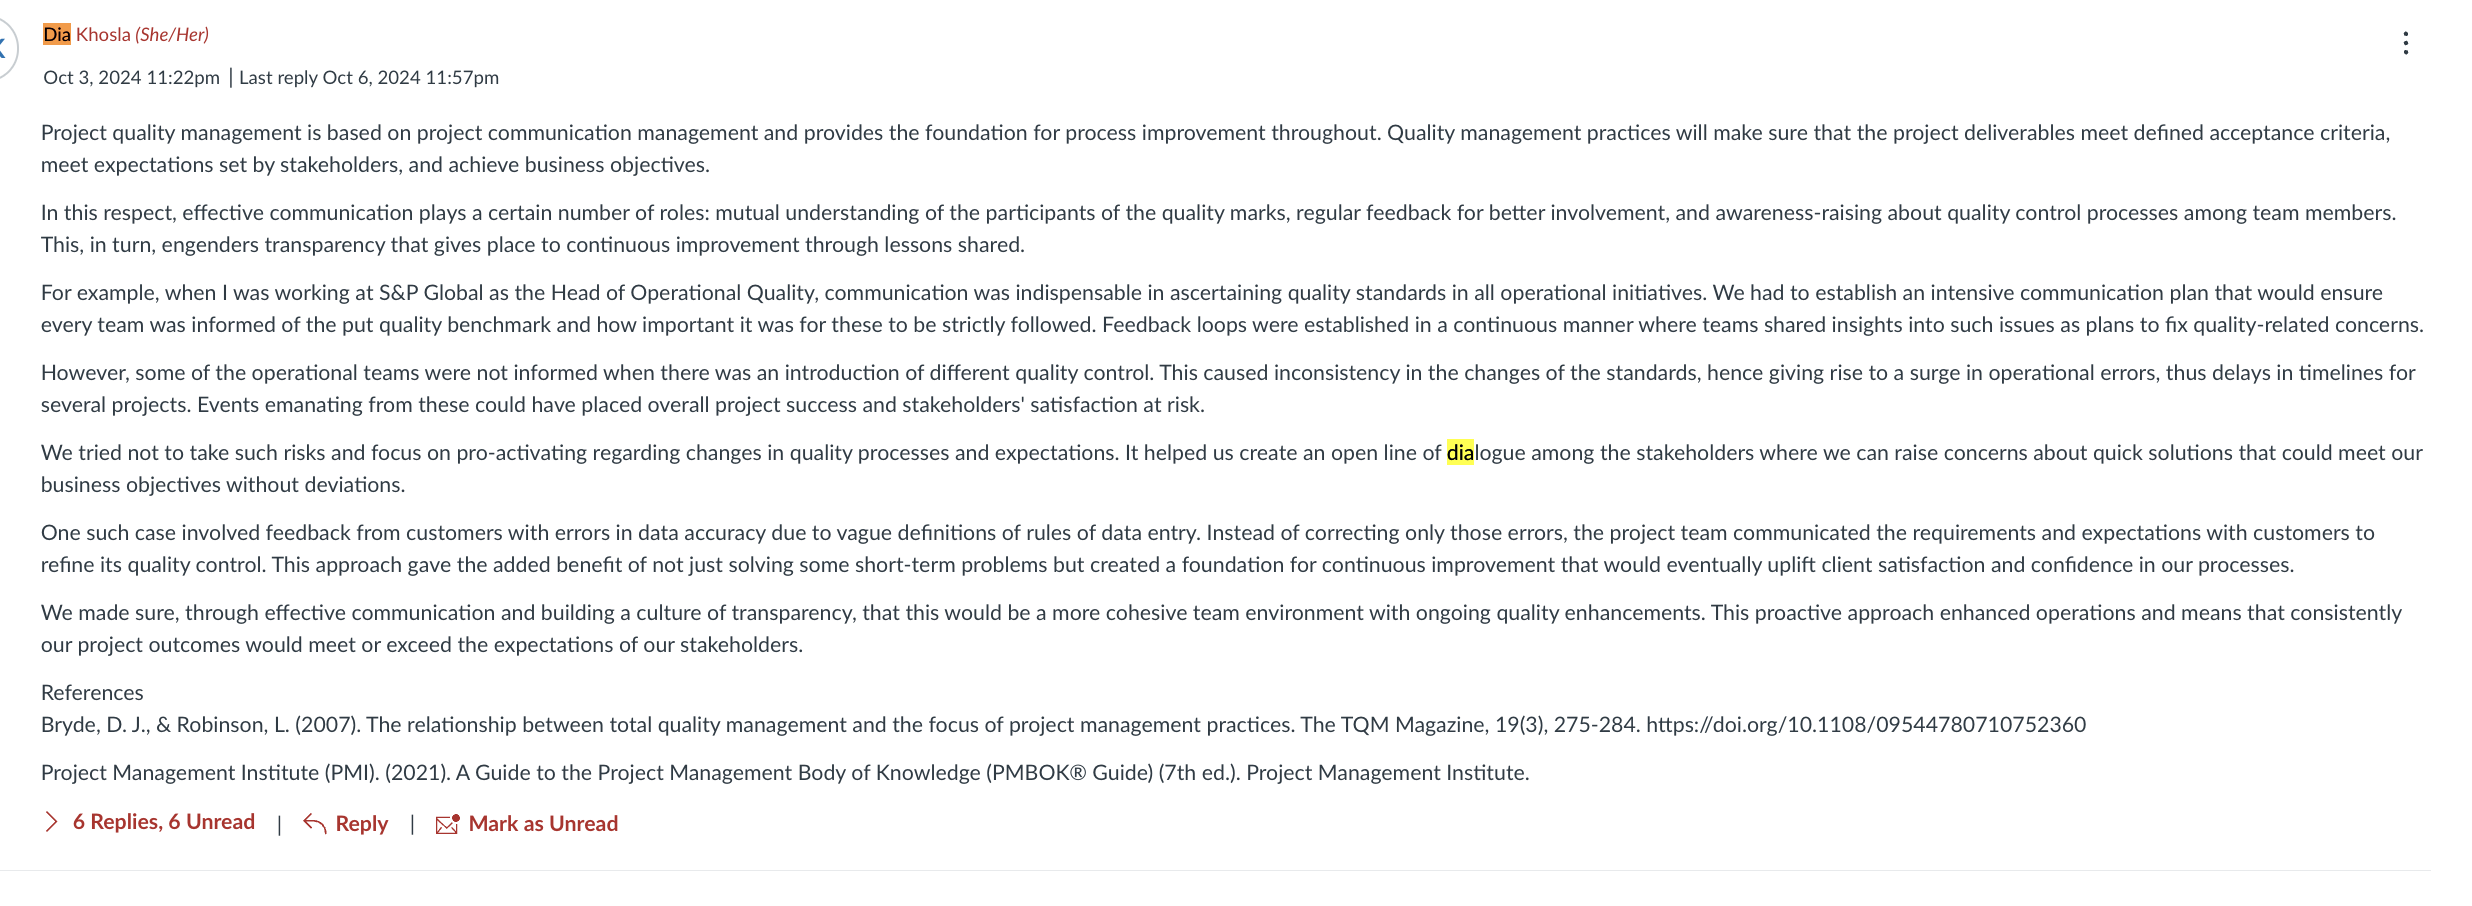 Dia Khosla (She/Her)
Oct 3, 2024 11:22pm | Last reply Oct 6, 2024 11:57pm
Project quality management is based on project communication management and provides the foundation for process improvement throughout. Quality management practices will make sure that the project deliverables meet defined acceptance criteria,
meet expectations set by stakeholders, and achieve business objectives.
In this respect, effective communication plays a certain number of roles: mutual understanding of the participants of the quality marks, regular feedback for better involvement, and awareness-raising about quality control processes among team members.
This, in turn, engenders transparency that gives place to continuous improvement through lessons shared.
For example, when I was working at S&P Global as the Head of Operational Quality, communication was indispensable in ascertaining quality standards in all operational initiatives. We had to establish an intensive communication plan that would ensure
every team was informed of the put quality benchmark and how important it was for these to be strictly followed. Feedback loops were established in a continuous manner where teams shared insights into such issues as plans to fix quality-related concerns.
However, some of the operational teams were not informed when there was an introduction of different quality control. This caused inconsistency in the changes of the standards, hence giving rise to a surge in operational errors, thus delays in timelines for
several projects. Events emanating from these could have placed overall project success and stakeholders' satisfaction at risk.
We tried not to take such risks and focus on pro-activating regarding changes in quality processes and expectations. It helped us create an open line of dialogue among the stakeholders where we can raise concerns about quick solutions that could meet our
business objectives without deviations.
One such case involved feedback from customers with errors in data accuracy due to vague definitions of rules of data entry. Instead of correcting only those errors, the project team communicated the requirements and expectations with customers to
refine its quality control. This approach gave the added benefit of not just solving some short-term problems but created a foundation for continuous improvement that would eventually uplift client satisfaction and confidence in our processes.
We made sure, through effective communication and building a culture of transparency, that this would be a more cohesive team environment with ongoing quality enhancements. This proactive approach enhanced operations and means that consistently
our project outcomes would meet or exceed the expectations of our stakeholders.
References
Bryde, D. J., & Robinson, L. (2007). The relationship between total quality management and the focus of project management practices. The TQM Magazine, 19(3), 275-284. https://doi.org/10.1108/09544780710752360
Project Management Institute (PMI). (2021). A Guide to the Project Management Body of Knowledge (PMBOK® Guide) (7th ed.). Project Management Institute.
6 Replies, 6 Unread | Reply | Mark as Unread